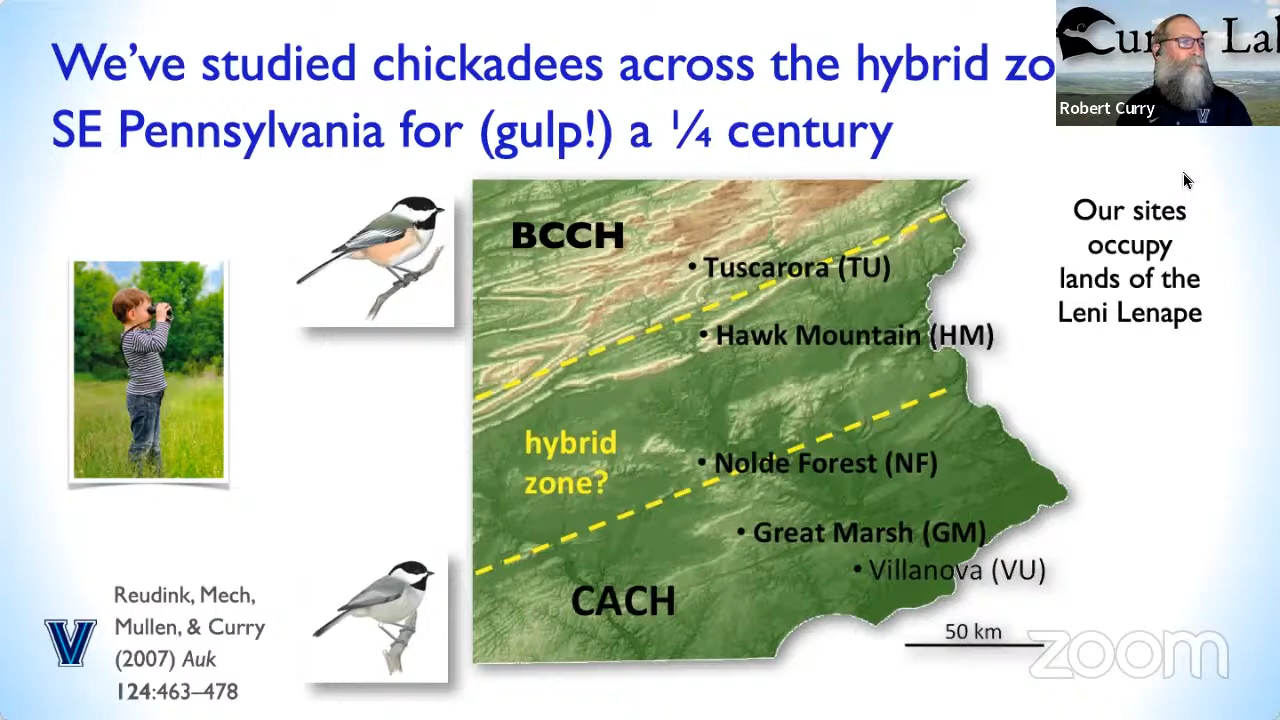 We've studied chickadees across the hybrid zo
SE Pennsylvania for (gulp!) a ¼ century
Curry Lab
Robert Curry
Our sites
occupy
lands of the
Leni Lenape
BCCH
• Tuscarora (TU)
• Hawk Mountain (HM)
hybrid
zone?
• Nolde Forest (NF)
• Great Marsh (GM)
• Villanova (VU)
CACH
50 km
Reudink, Mech,
Mullen, & Curry
(2007) Auk
124:463–478
V
zoom